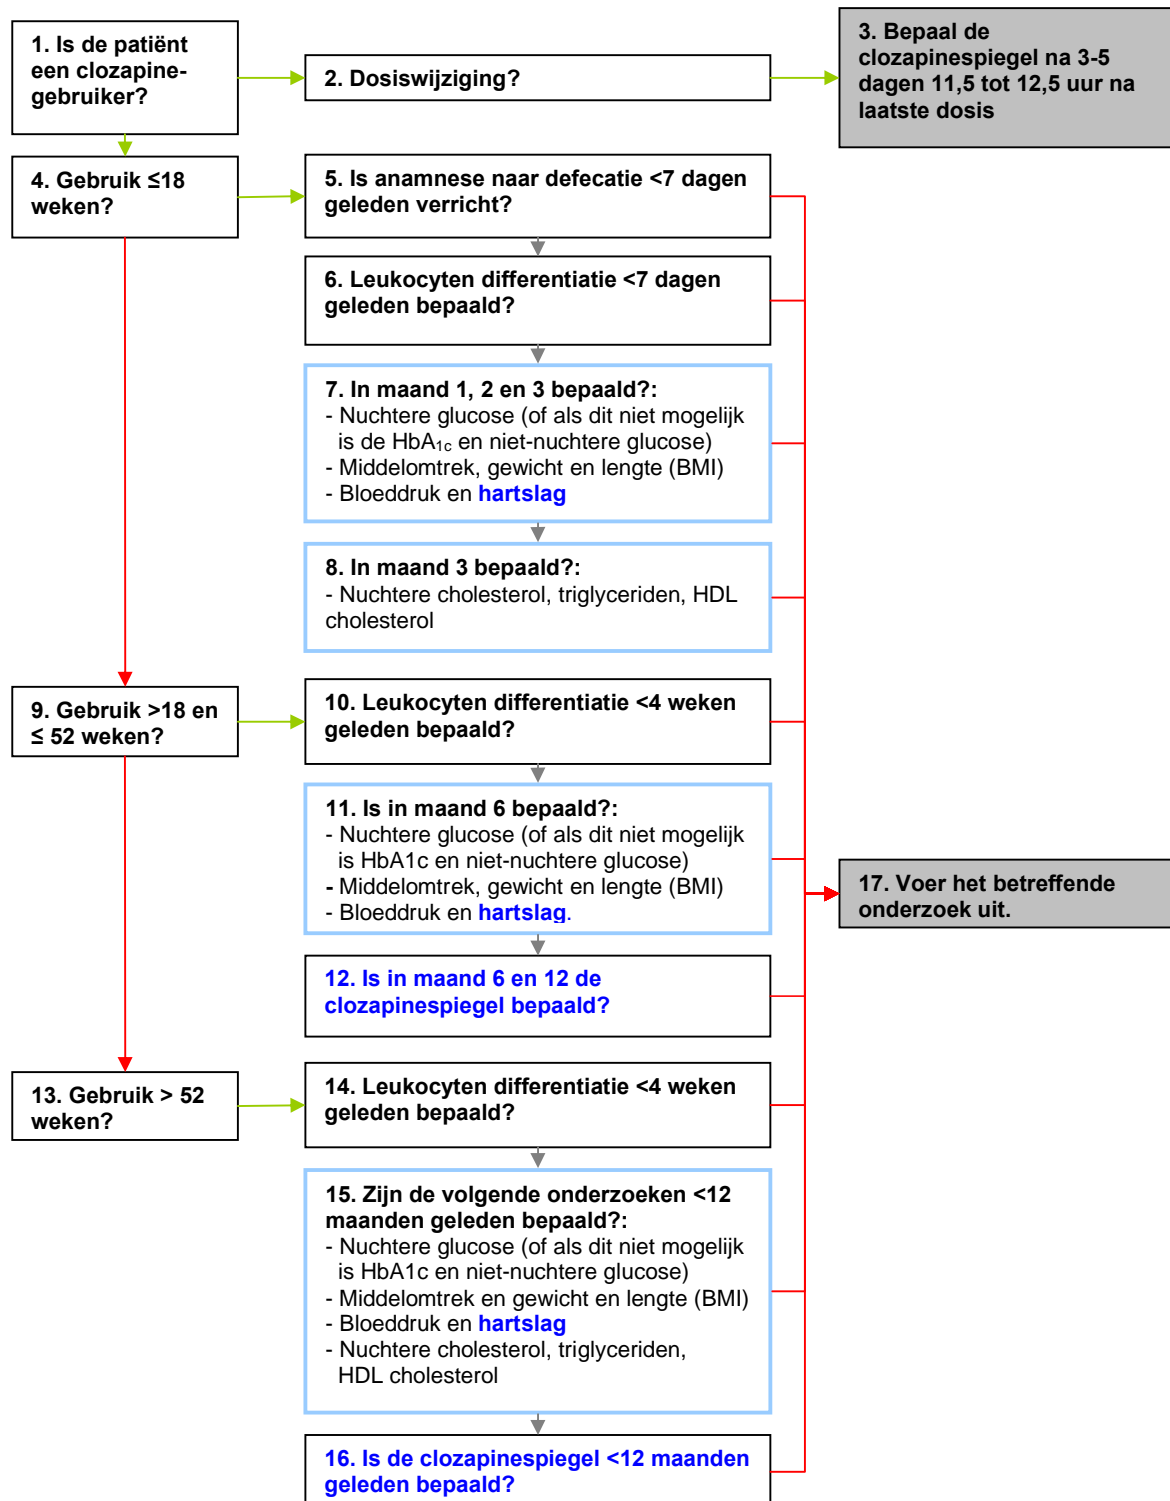 1. Is de patiënt
een clozapine-
gebruiker?
2. Dosiswijziging?
3. Bepaal de
clozapinespiegel na 3-5
dagen 11,5 tot 12,5 uur na
laatste dosis
4. Gebruik ≤18
weken?
5. Is anamnese naar defecatie <7 dagen
geleden verricht?
6. Leukocyten differentiatie <7 dagen
geleden bepaald?
7. In maand 1, 2 en 3 bepaald?:
- Nuchtere glucose (of als dit niet mogelijk
is de HbA1c en niet-nuchtere glucose)
- Middelomtrek, gewicht en lengte (BMI)
- Bloeddruk en hartslag
8. In maand 3 bepaald?:
- Nuchtere cholesterol, triglyceriden, HDL
cholesterol
9. Gebruik >18 en
≤ 52 weken?
10. Leukocyten differentiatie <4 weken
geleden bepaald?
11. Is in maand 6 bepaald?:
- Nuchtere glucose (of als dit niet mogelijk
is HbA1c en niet-nuchtere glucose)
- Middelomtrek, gewicht en lengte (BMI)
- Bloeddruk en hartslag.
12. Is in maand 6 en 12 de
clozapinespiegel bepaald?
13. Gebruik > 52
weken?
14. Leukocyten differentiatie <4 weken
geleden bepaald?
15. Zijn de volgende onderzoeken <12
maanden geleden bepaald?:
- Nuchtere glucose (of als dit niet mogelijk
is HbA1c en niet-nuchtere glucose)
- Middelomtrek en gewicht en lengte (BMI)
- Bloeddruk en hartslag
- Nuchtere cholesterol, triglyceriden,
HDL cholesterol
16. Is de clozapinespiegel <12 maanden
geleden bepaald?
17. Voer het betreffende
onderzoek uit.